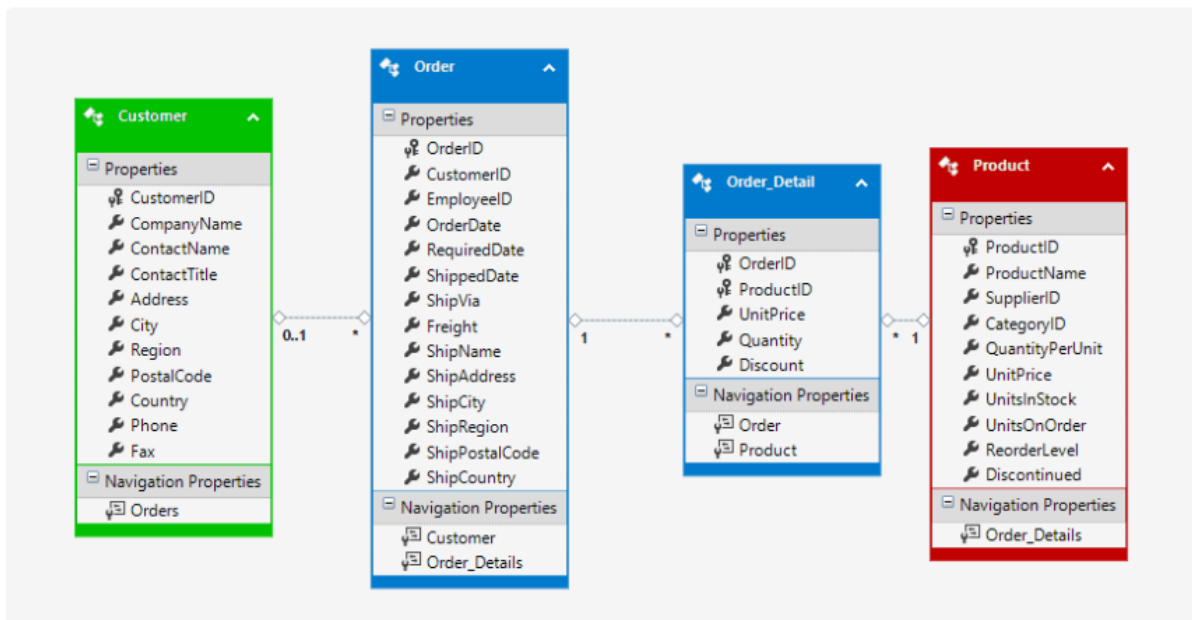 Customer
Properties
CustomerID
CompanyName
ContactName
ContactTitle
Address
City
Region
PostalCode
Country
Phone
Fax
Navigation Properties
Orders
0..1
*
Order
Properties
OrderID
CustomerID
EmployeeID
OrderDate
RequiredDate
ShippedDate
ShipVia
Freight
ShipName
ShipAddress
ShipCity
ShipRegion
ShipPostalCode
ShipCountry
Navigation Properties
Customer
Order_Details
1
*
Order_Detail
Properties
OrderID
ProductID
UnitPrice
Quantity
Discount
Navigation Properties
Order
Product
*
1
Product
Properties
ProductID
ProductName
SupplierID
CategoryID
QuantityPerUnit
UnitPrice
UnitsInStock
UnitsOnOrder
ReorderLevel
Discontinued
Navigation Properties
Order_Details